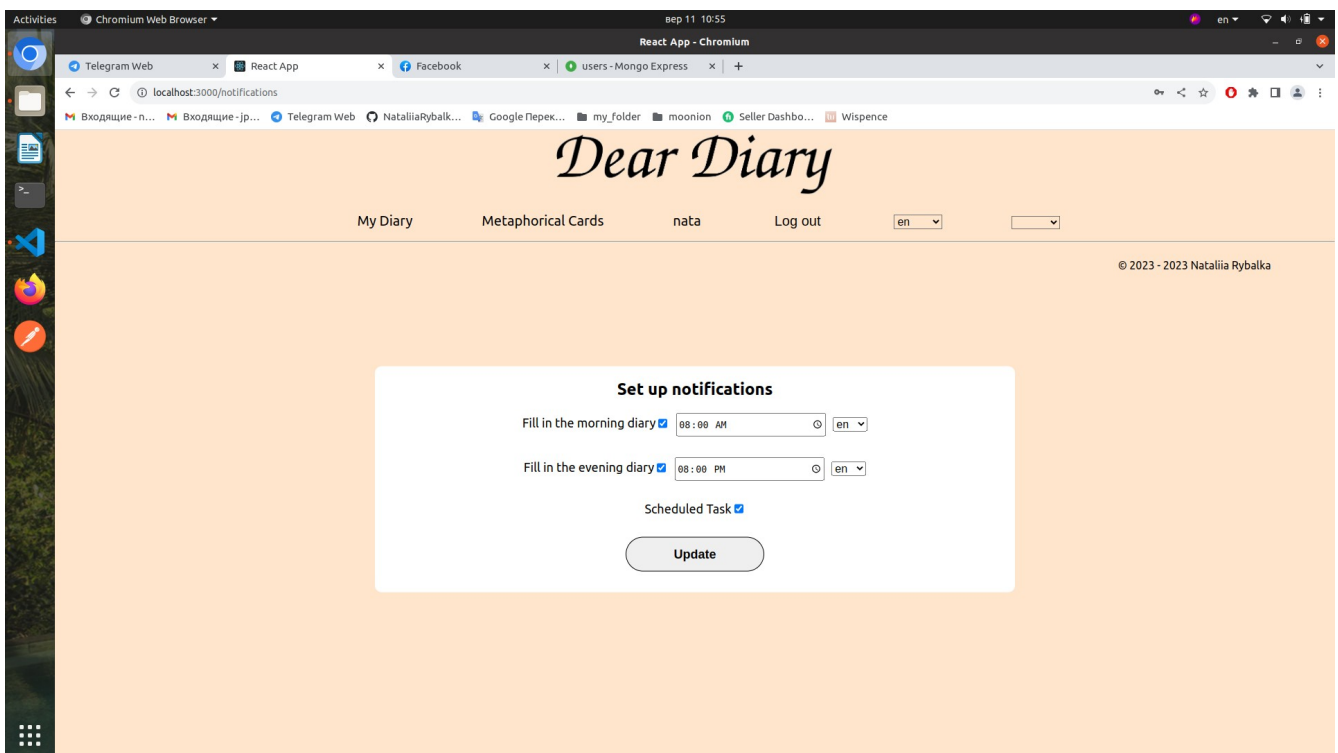 Activities Chromium Web Browser вер 11 10:55 en
React App - Chromium
Telegram Web React App Facebook users - Mongo Express
localhost:3000/notifications
Входящие - n... Входящие - jp... Telegram Web NataliiaRybalk... Google Перек... my_folder moonion Seller Dashbo... Wispence
Dear Diary
My Diary Metaphorical Cards nata Log out en
© 2023 - 2023 Nataliia Rybalka
Set up notifications
Fill in the morning diary 08:00 AM en
Fill in the evening diary 08:00 PM en
Scheduled Task
Update